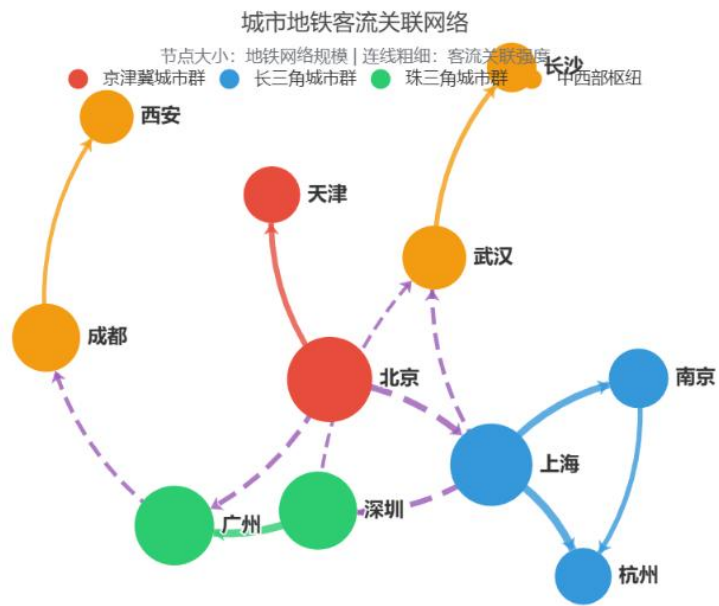 城市地铁客流关联网络
节点大小：地铁网络规模 | 连线粗细：客流关联强度
京津冀城市群 长三角城市群 珠三角城市群 中西部枢纽
长沙
西安
天津
武汉
成都
北京
南京
上海
深圳
广州
杭州